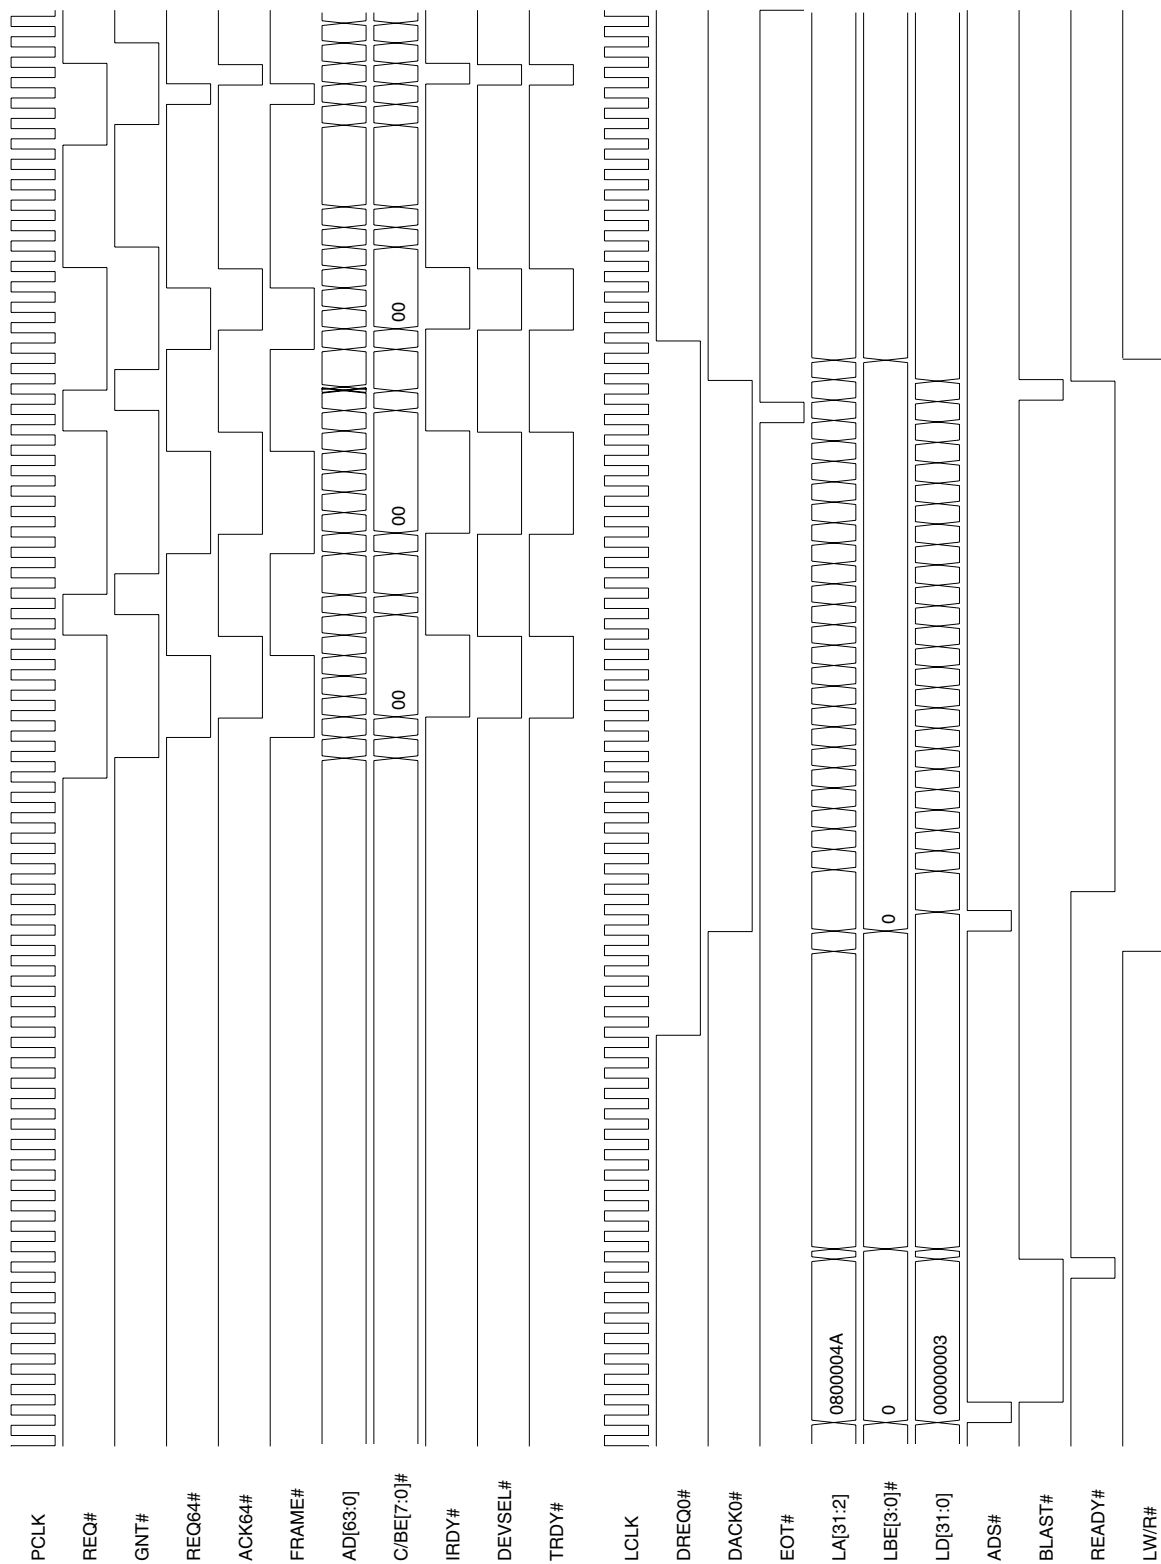 PCLK
REQ#
GNT#
REQ64#
ACK64#
FRAME#
AD[63:0]
C/BE[7:0]# 00 00 00
IRDY#
DEVSEL#
TRDY#
LCLK
DREQ0#
DACK0#
EOT#
LA[31:2] 0800004A
LBE[3:0]# 0 0
LD[31:0] 00000003
ADS#
BLAST#
READY#
LW/R#